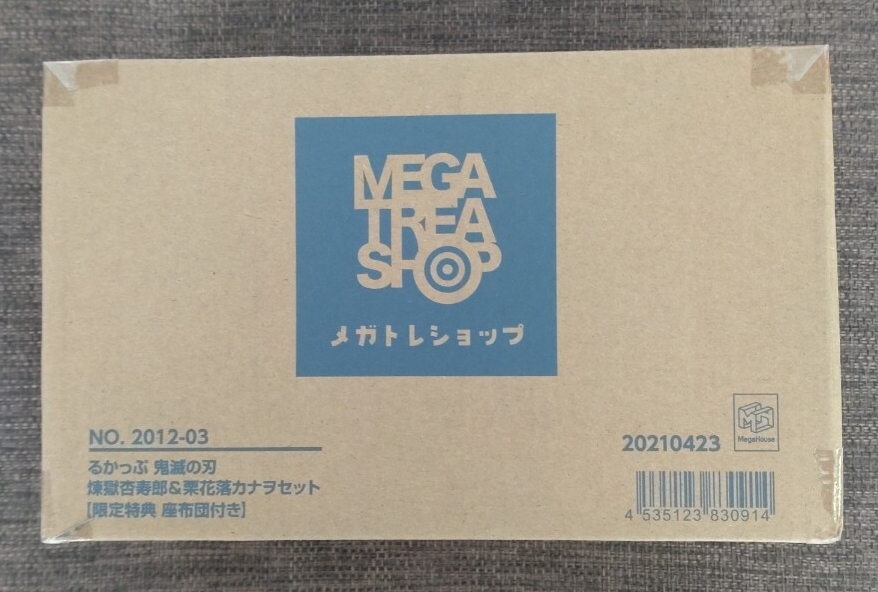 MEGA
TREA
SHOP
メガトレショップ
NO. 2012-03
るかっぷ 鬼滅の刃
煉獄杏寿郎&栗花落カナヲセット
【限定特典 座布団付き】
20210423
MegaHouse
4 535123 830914